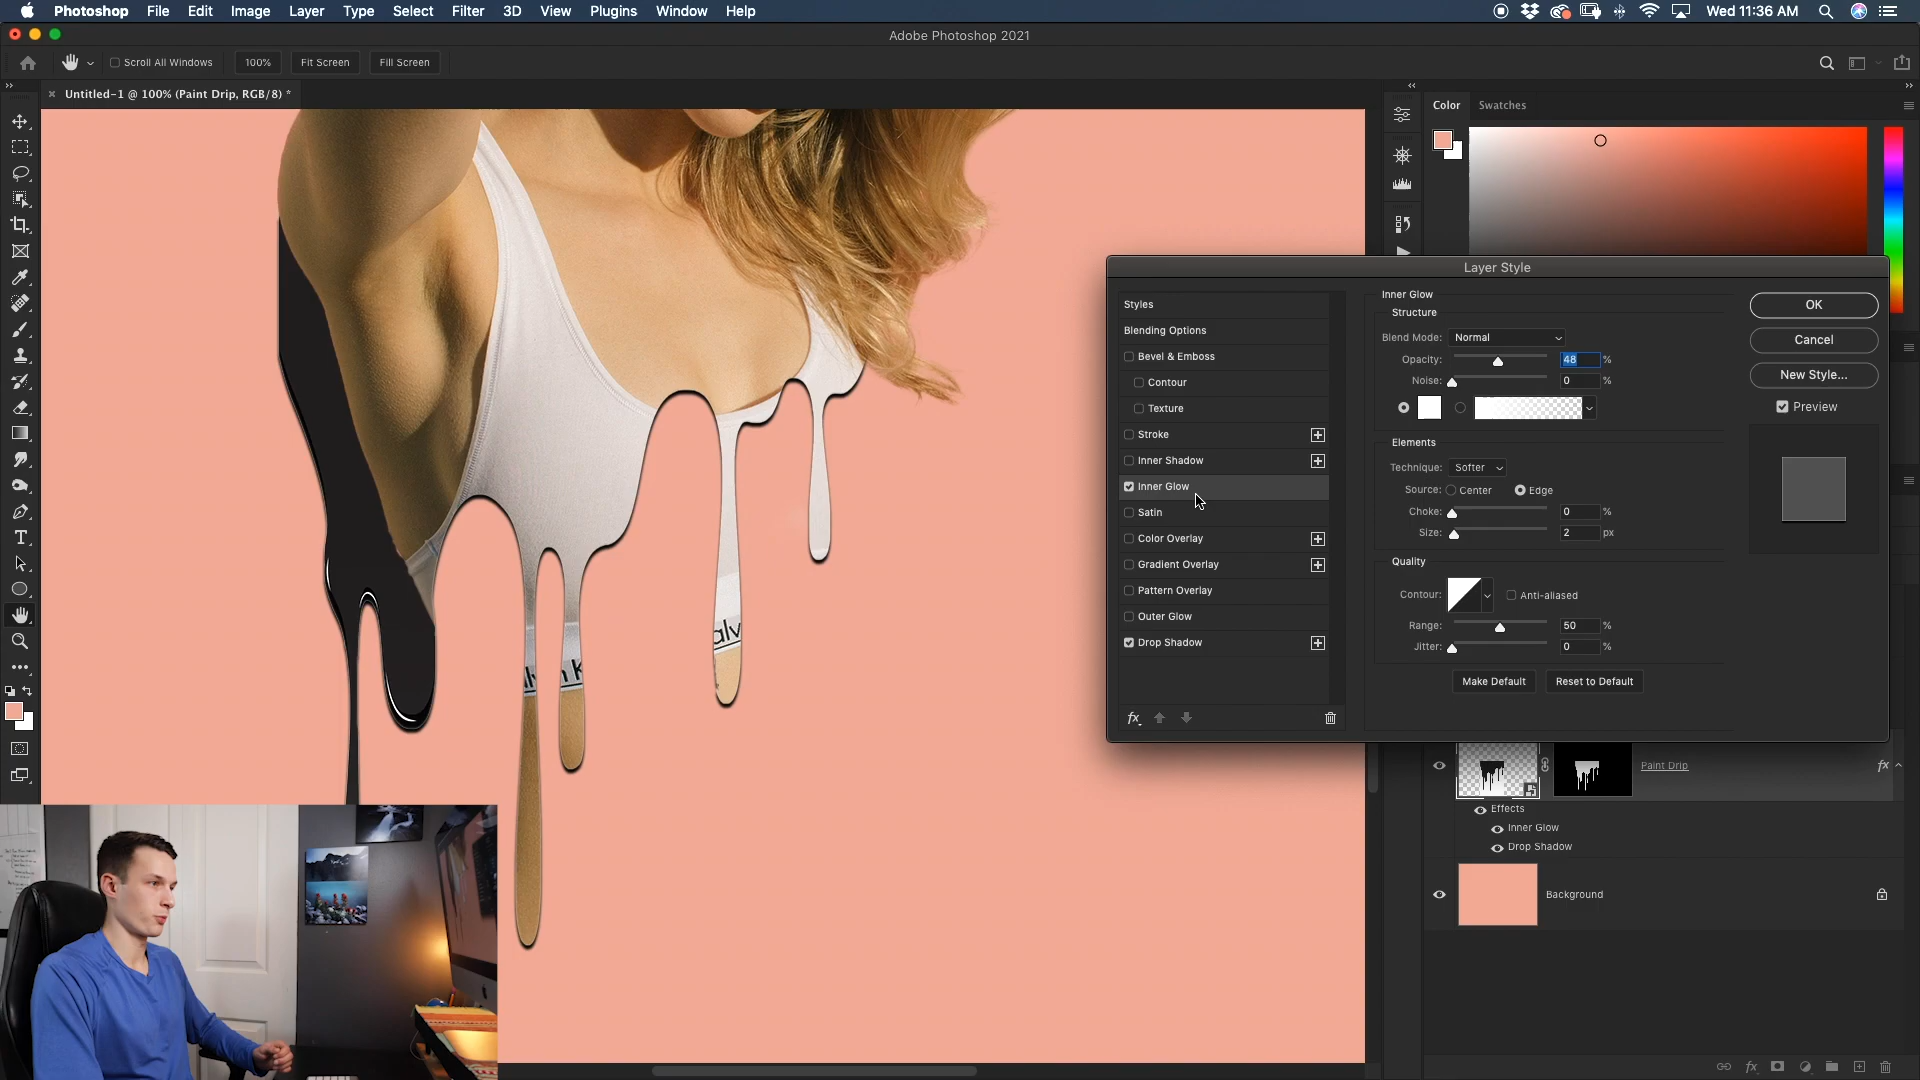 Photoshop File Edit Image Layer Type Select Filter 3D View Plugins Window Help Wed 11:36 AM
Adobe Photoshop 2021
Scroll All Windows 100% Fit Screen Fill Screen
Untitled-1 @ 100% (Paint Drip, RGB/8) *
Color Swatches
Layer Style
Styles
Blending Options
Bevel & Emboss
Contour
Texture
Stroke
Inner Shadow
Inner Glow
Satin
Color Overlay
Gradient Overlay
Pattern Overlay
Outer Glow
Drop Shadow
fx
Inner Glow
Structure
Blend Mode: Normal
Opacity: 48 %
Noise: 0 %
Elements
Technique: Softer
Source: Center Edge
Choke: 0 %
Size: 2 px
Quality
Contour: Anti-aliased
Range: 50 %
Jitter: 0 %
Make Default Reset to Default
OK
Cancel
New Style...
Preview
alv
n K
Paint Drip fx
Effects
Inner Glow
Drop Shadow
Background
fx